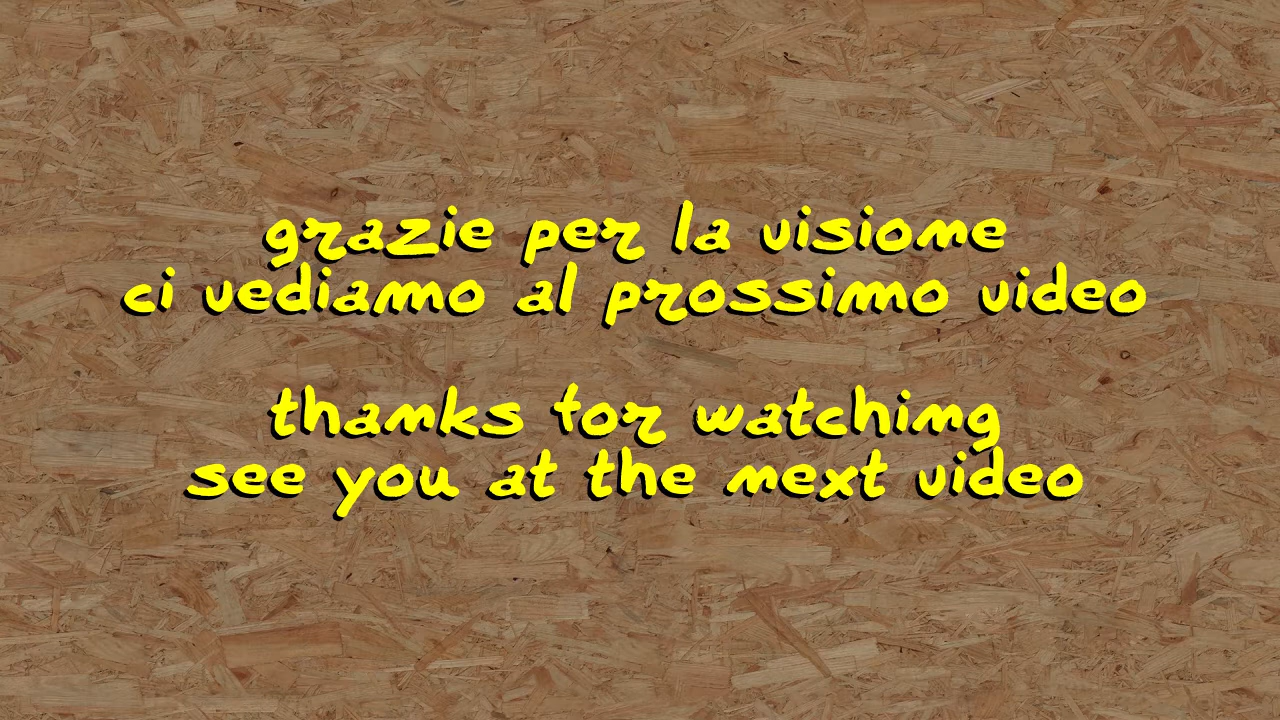 grazie per la visione
ci vediamo al prossimo video
thanks for watching
see you at the next video